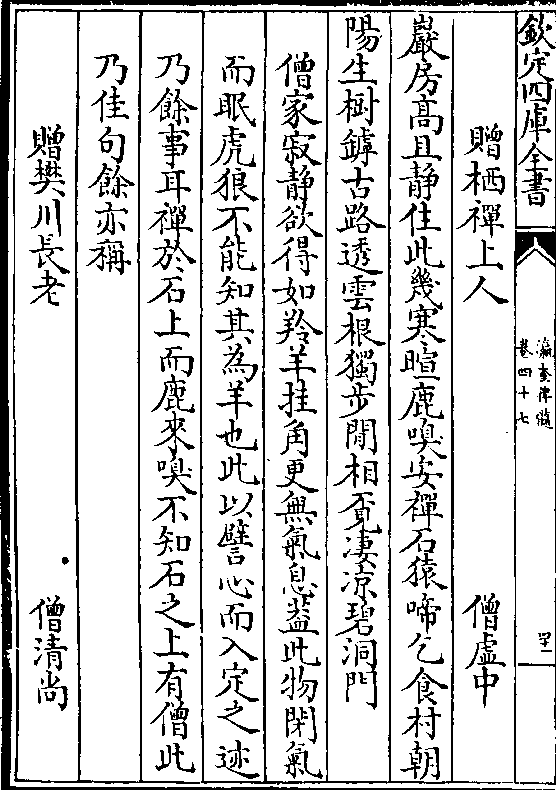 欽定四庫全書
瀛奎律髓
卷四十七
四十二
贈栖禪上人 僧虛中
巖房高且静住此幾寒暄鹿嗅安禪石猿啼乞食村朝
陽生樹罅古路透雲根獨步閒相覔凄凉碧洞門
僧家寂静欲得如羚羊挂角更無氣息葢此物閉氣
而眠虎狼不能知其為羊也此以譬心而入定之迹
乃餘事耳禪於石上而鹿來嗅不知石之上有僧此
乃佳句餘亦稱
贈樊川長老 僧清尚